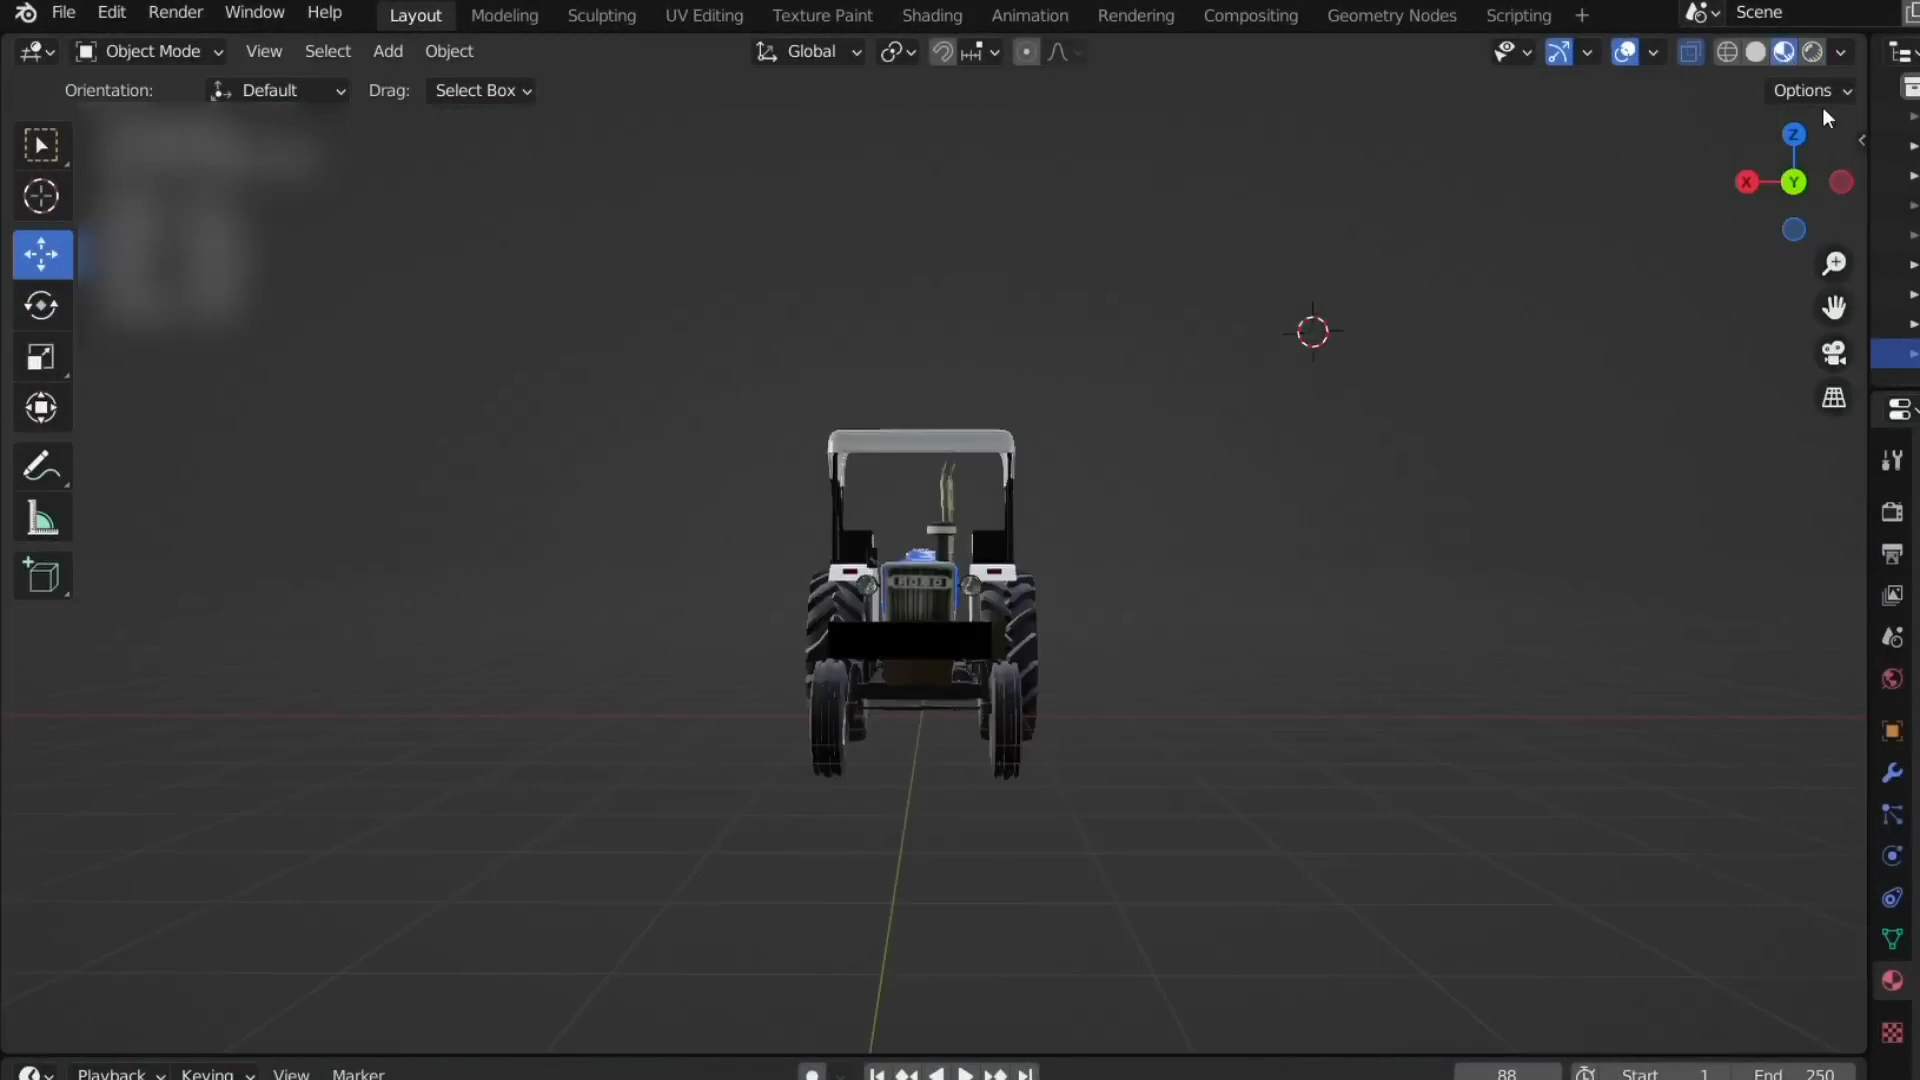 File Edit Render Window Help Layout Modeling Sculpting UV Editing Texture Paint Shading Animation Rendering Compositing Geometry Nodes Scripting + Scene
Object Mode View Select Add Object Global
Orientation: Default Drag: Select Box Options
Z
X Y
Playback Keying View Marker 88 Start 1 End 250